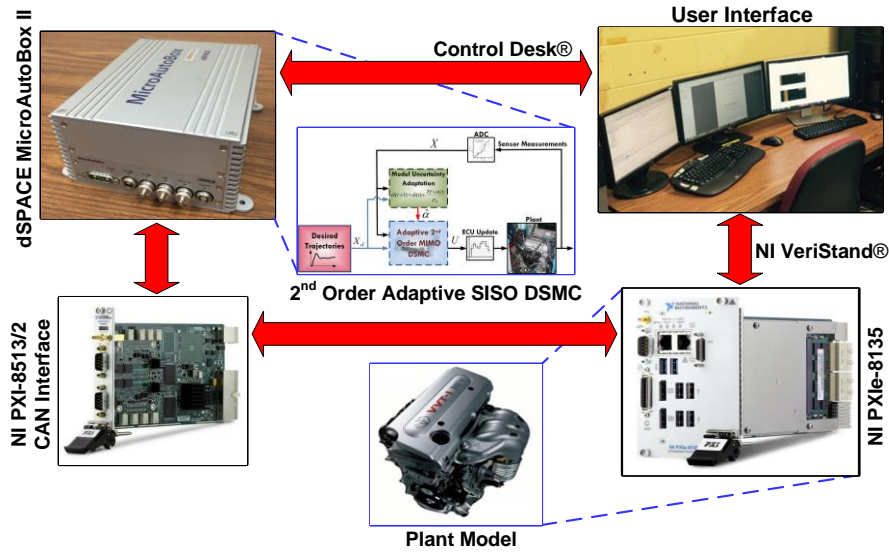 User Interface
dSPACE MicroAutoBox II
MicroAutoBox
Control Desk®
ADC
X
Sensor Measurements
Model Uncertainty
Adaptation
α̂
Desired
Trajectories
X_d
Adaptive 2nd
Order MIMO
DSMC
U
ECU Update
Plant
NI VeriStand®
2nd Order Adaptive SISO DSMC
NI PXI-8513/2
CAN Interface
PXI
VVT-i
Plant Model
NATIONAL
INSTRUMENTS
PXI
NI PXIe-8135